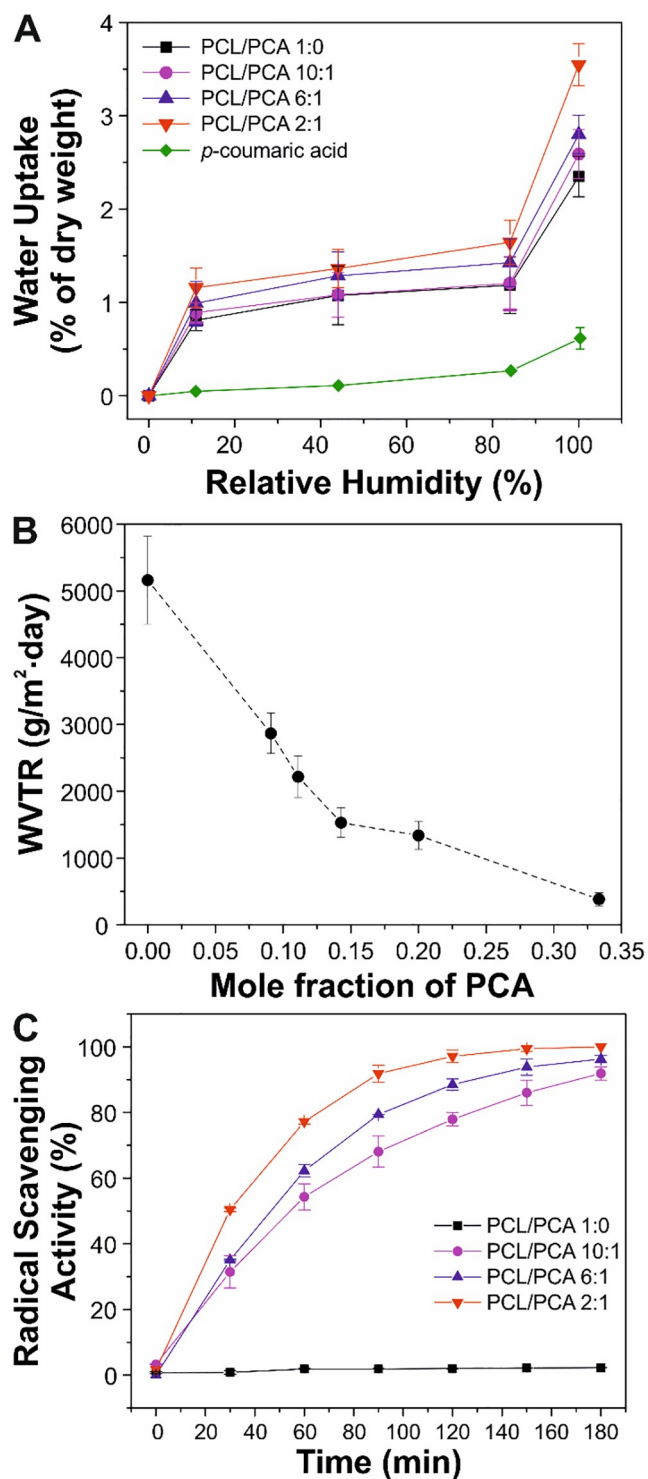 A
4
3
2
1
0
Water Uptake
(% of dry weight)
PCL/PCA 1:0
PCL/PCA 10:1
PCL/PCA 6:1
PCL/PCA 2:1
p-coumaric acid
0 20 40 60 80 100
Relative Humidity (%)
B
6000
5000
4000
3000
2000
1000
0
WVTR (g/m²·day)
0.00 0.05 0.10 0.15 0.20 0.25 0.30 0.35
Mole fraction of PCA
C
100
80
60
40
20
0
Radical Scavenging
Activity (%)
PCL/PCA 1:0
PCL/PCA 10:1
PCL/PCA 6:1
PCL/PCA 2:1
0 20 40 60 80 100 120 140 160 180
Time (min)